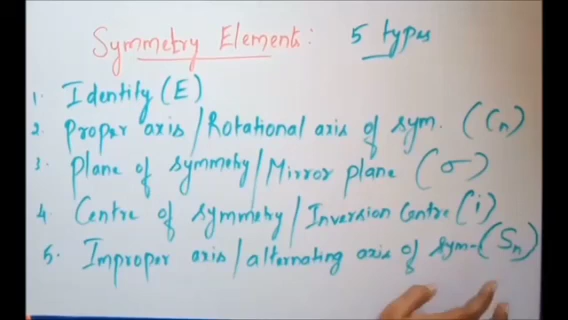 Symmetry Element: 5 types
1. Identity (E)
2. Proper axis/Rotational axis of sym. (Cn)
3. Plane of symmetry/Mirror plane (σ)
4. Centre of symmetry/Inversion Centre (i)
5. Improper axis/alternating axis of sym-(Sn)